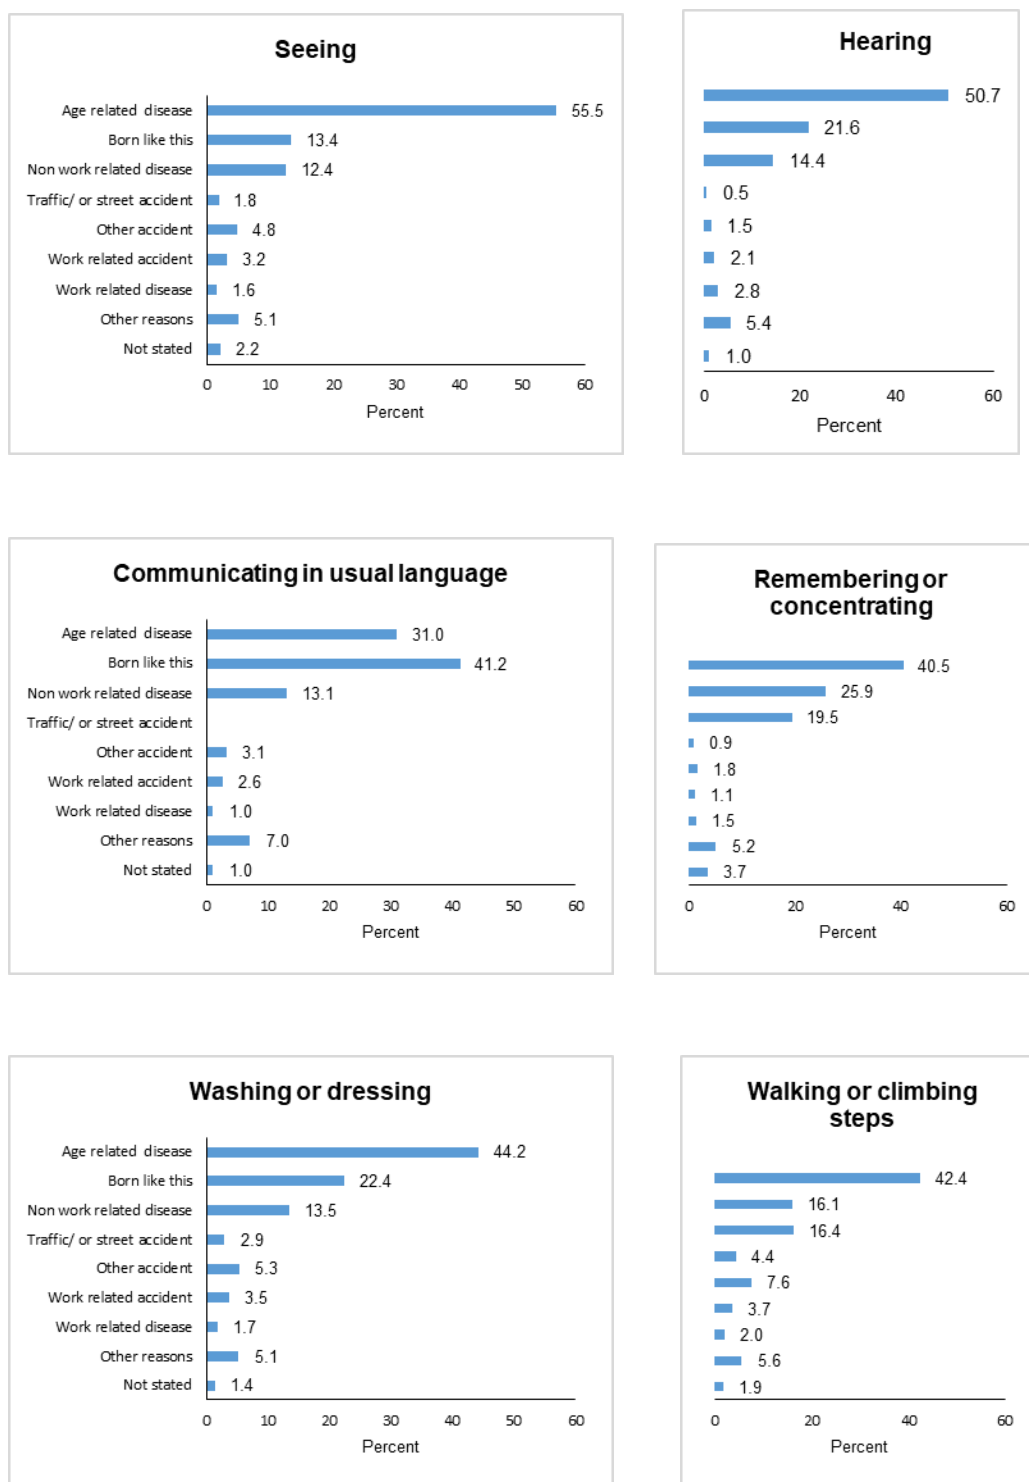 Seeing
Age related disease 55.5
Born like this 13.4
Non work related disease 12.4
Traffic/ or street accident 1.8
Other accident 4.8
Work related accident 3.2
Work related disease 1.6
Other reasons 5.1
Not stated 2.2
0 10 20 30 40 50 60
Percent
Hearing
50.7
21.6
14.4
0.5
1.5
2.1
2.8
5.4
1.0
0 20 40 60
Percent
Communicating in usual language
Age related disease 31.0
Born like this 41.2
Non work related disease 13.1
Traffic/ or street accident
Other accident 3.1
Work related accident 2.6
Work related disease 1.0
Other reasons 7.0
Not stated 1.0
0 10 20 30 40 50 60
Percent
Remembering or
concentrating
40.5
25.9
19.5
0.9
1.8
1.1
1.5
5.2
3.7
0 20 40 60
Percent
Washing or dressing
Age related disease 44.2
Born like this 22.4
Non work related disease 13.5
Traffic/ or street accident 2.9
Other accident 5.3
Work related accident 3.5
Work related disease 1.7
Other reasons 5.1
Not stated 1.4
0 10 20 30 40 50 60
Percent
Walking or climbing
steps
42.4
16.1
16.4
4.4
7.6
3.7
2.0
5.6
1.9
0 20 40 60
Percent